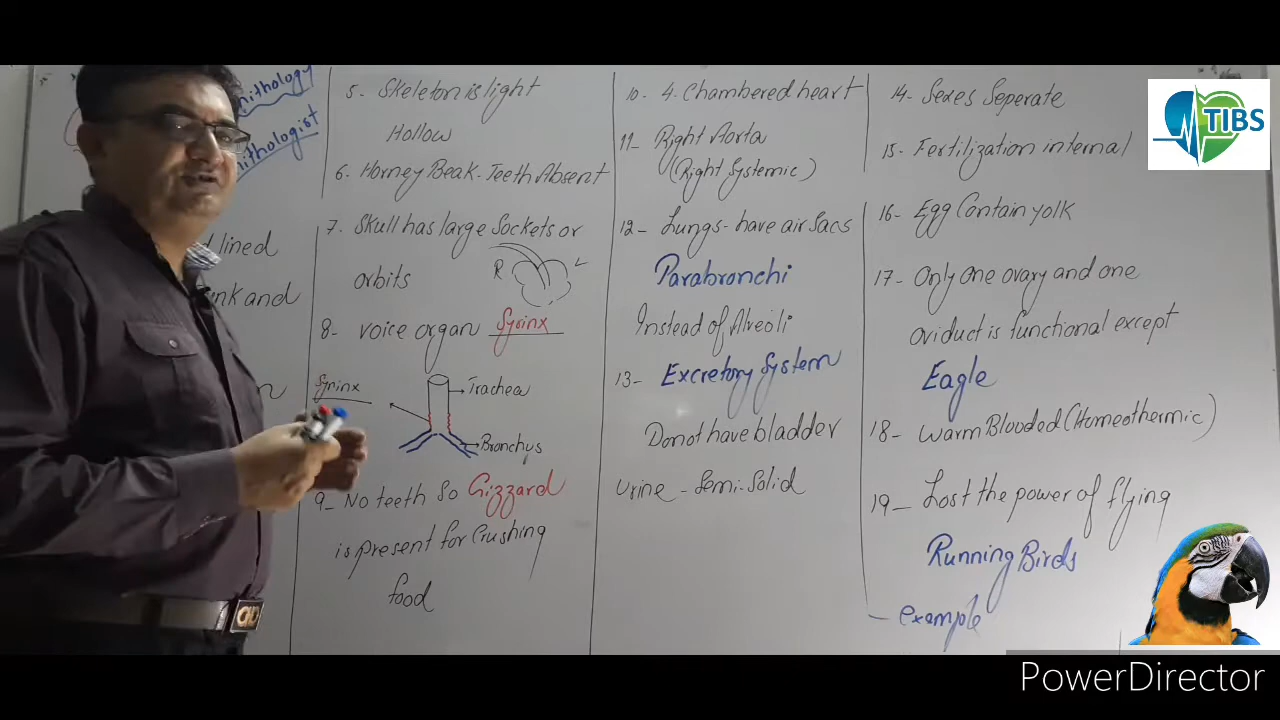 nithology
nithologist
lined
nk and
5- Skeleton is light
Hollow
6- Horney Beak-Teeth Absent
7- Skull has large Sockets or
orbits
R
L
8- Voice organ Syrinx
Syrinx
Trachea
Bronchus
9- No teeth so Gizzard
is present for Crushing
food
10- 4-Chambered heart
11- Right Aorta
(Right Systemic)
12- Lungs-have air sacs
Parabronchi
Instead of Alveoli
13- Excretory System
Donot have bladder
Urine - Semi-Solid
14- Sexes Seperate
15- Fertilization internal
16- Egg Contain yolk
17- Only one ovary and one
oviduct is functional except
Eagle
18- Warm Blooded (Homeothermic)
19- Lost the power of flying
Running Birds
- example
TIBS
PowerDirector